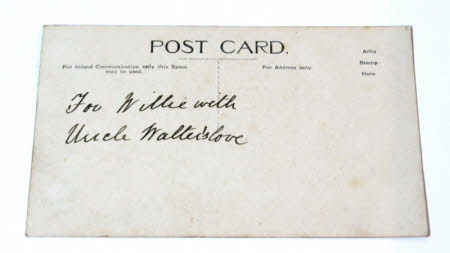 POST CARD.
For Inland Communication only this Space
may be used.
For Address only
Affix
Stamp
Here
For Willie with
Uncle Walter's love